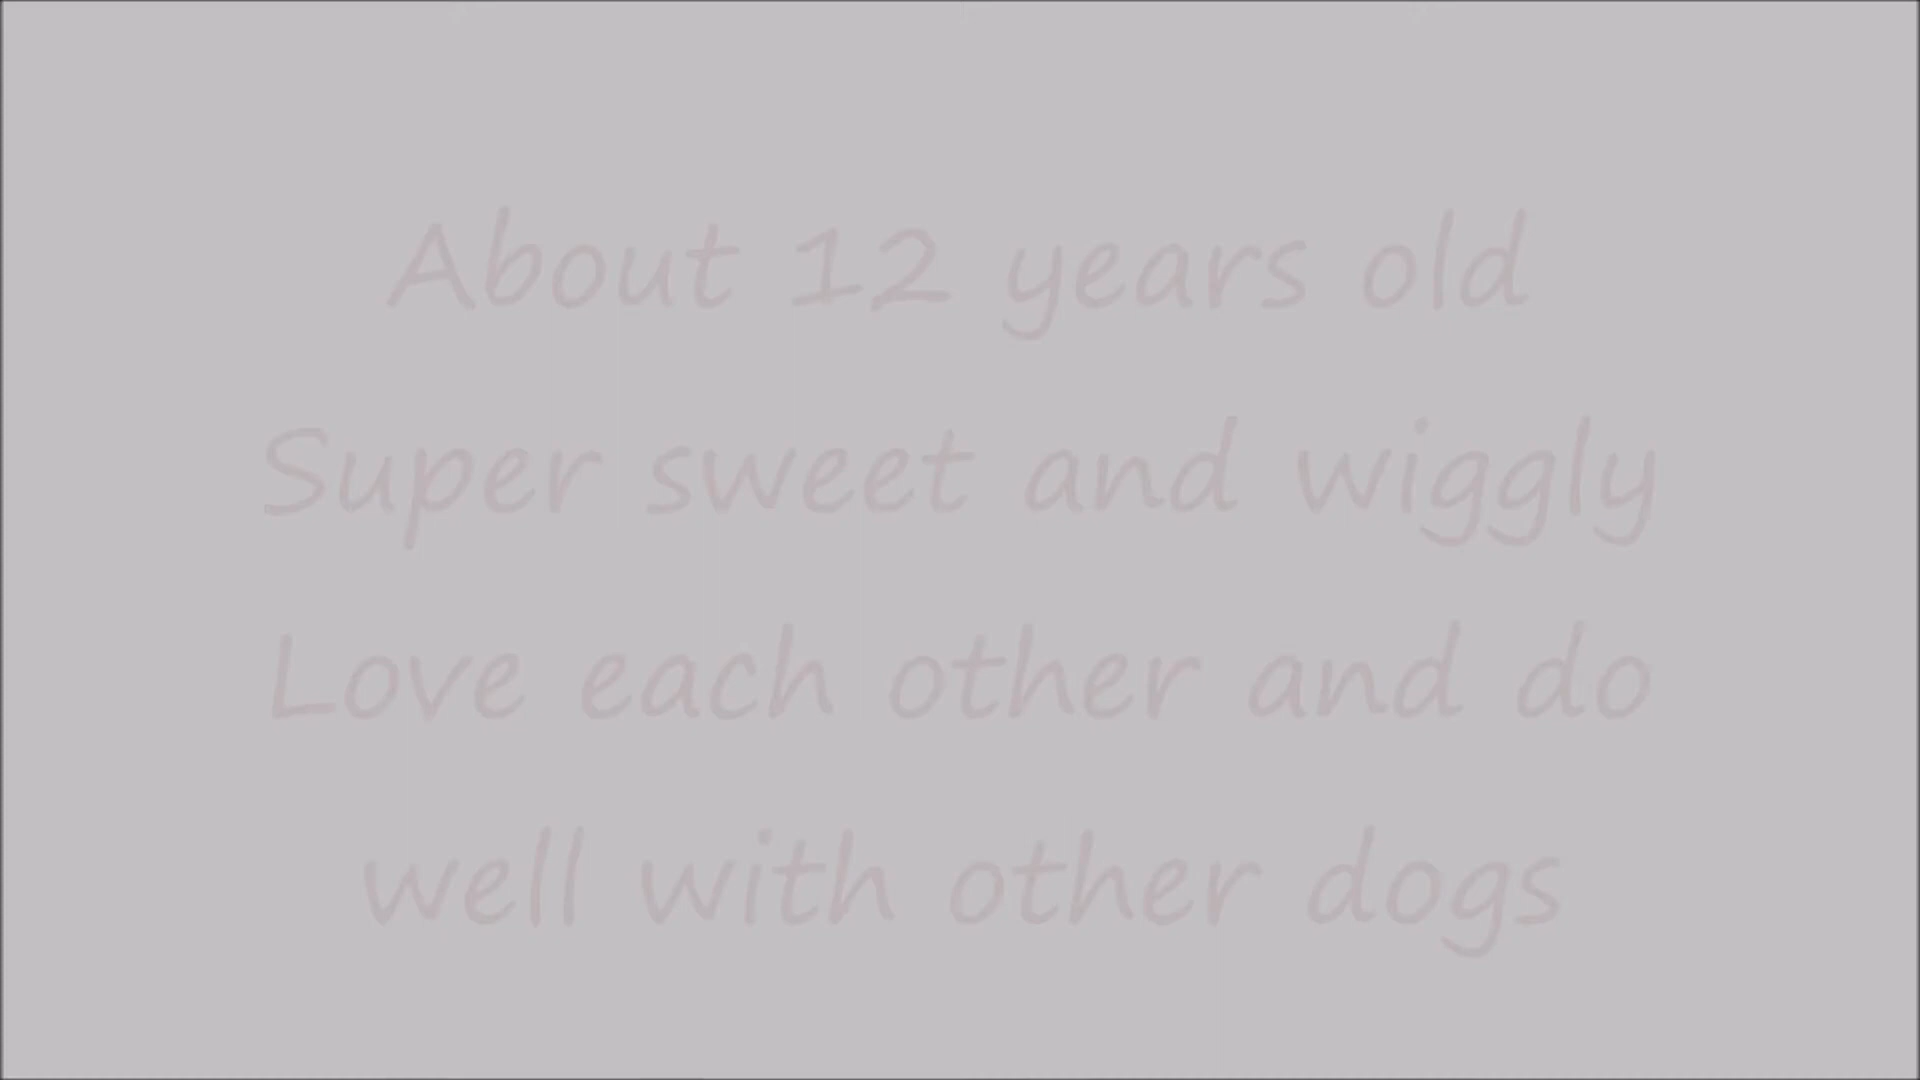 About 12 years old
Super sweet and wiggly
Love each other and do
well with other dogs